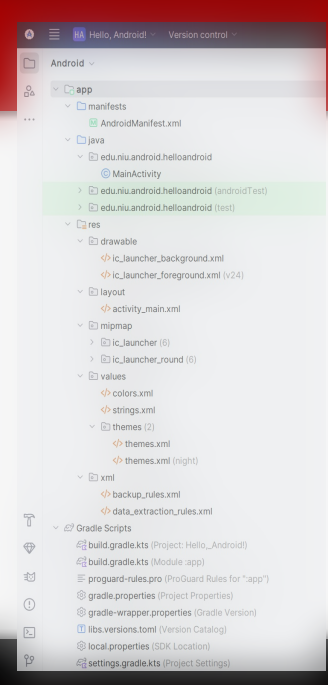 HA Hello, Android! Version control
Android
app
manifests
AndroidManifest.xml
java
edu.niu.android.helloandroid
MainActivity
edu.niu.android.helloandroid (androidTest)
edu.niu.android.helloandroid (test)
res
drawable
ic_launcher_background.xml
ic_launcher_foreground.xml (v24)
layout
activity_main.xml
mipmap
ic_launcher (6)
ic_launcher_round (6)
values
colors.xml
strings.xml
themes (2)
themes.xml
themes.xml (night)
xml
backup_rules.xml
data_extraction_rules.xml
Gradle Scripts
build.gradle.kts (Project: Hello,_Android!)
build.gradle.kts (Module :app)
proguard-rules.pro (ProGuard Rules for ":app")
gradle.properties (Project Properties)
gradle-wrapper.properties (Gradle Version)
libs.versions.toml (Version Catalog)
local.properties (SDK Location)
settings.gradle.kts (Project Settings)